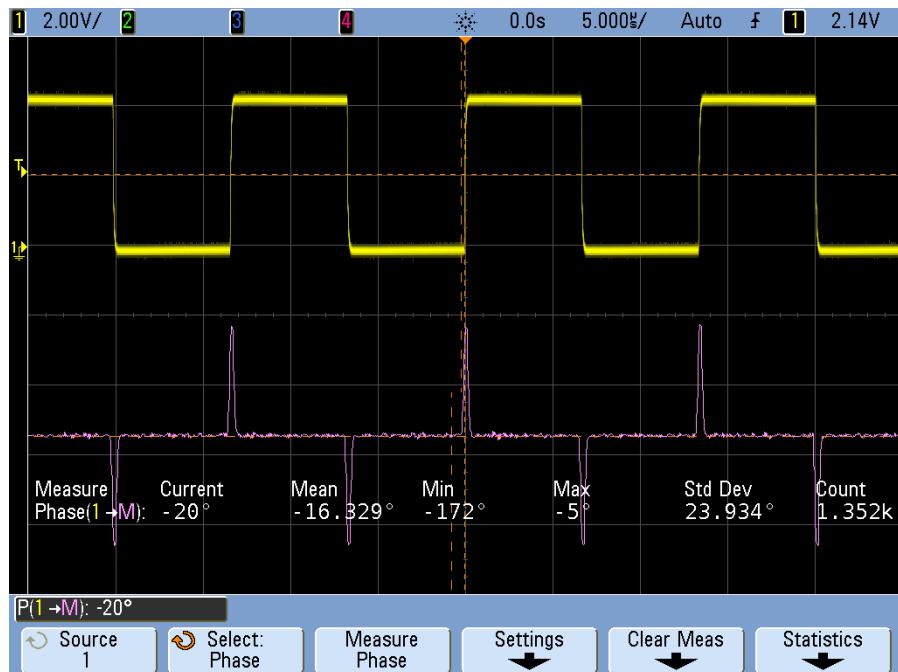 1 2.00V/ 2 3 4 0.0s 5.000㎲/ Auto 1 2.14V
T
1
Measure Current Mean Min Max Std Dev Count
Phase(1→M): -20° -16.329° -172° -5° 23.934° 1.352k
P(1→M): -20°
Source Select: Measure Settings Clear Meas Statistics
1 Phase Phase